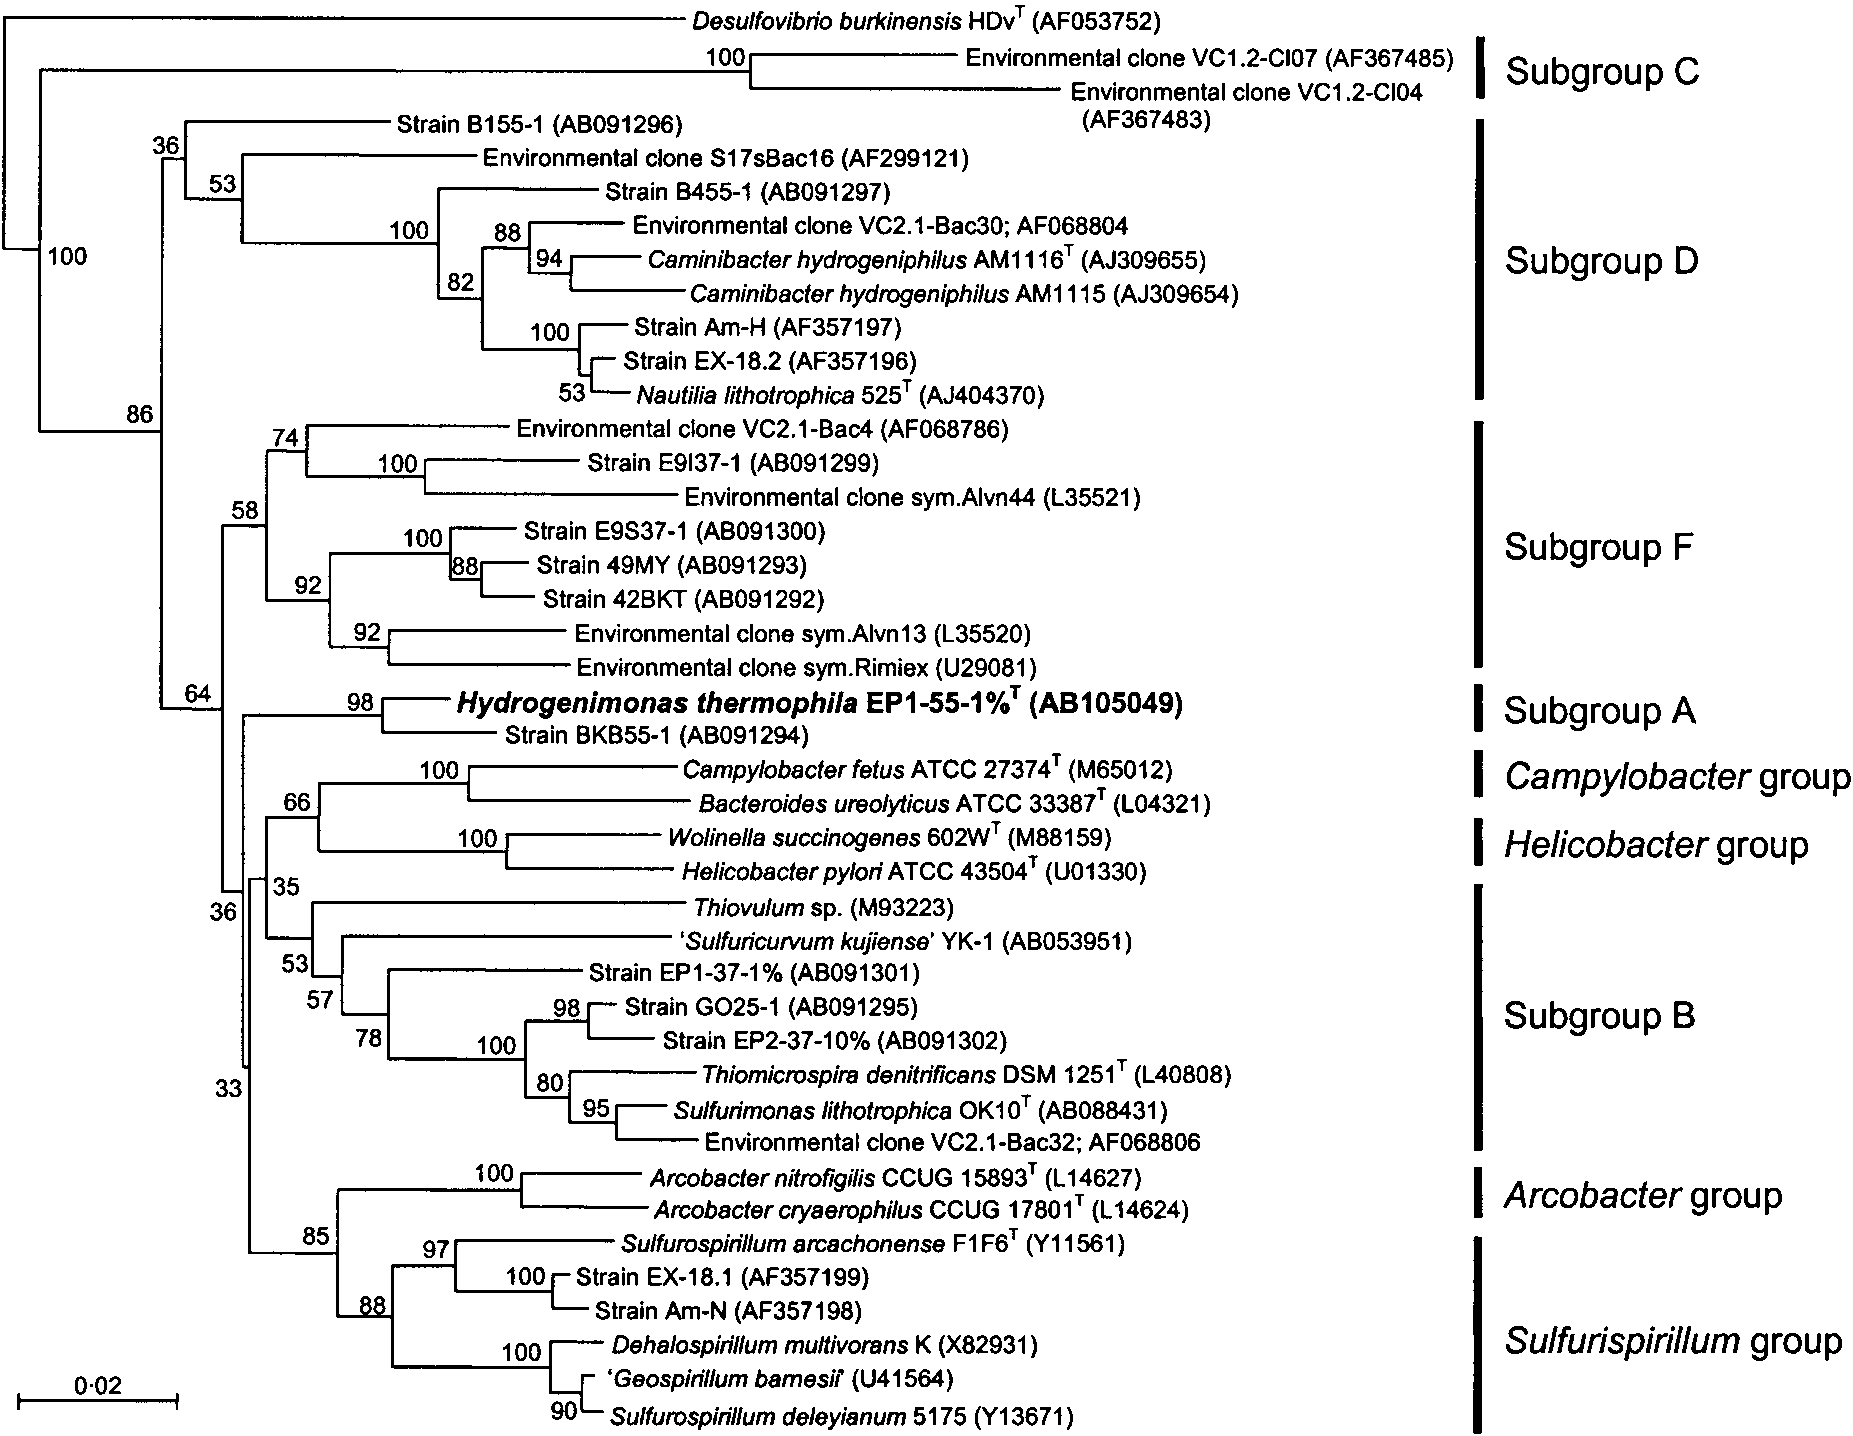 Desulfovibrio burkinensis HDvT (AF053752)
100
Environmental clone VC1.2-Cl07 (AF367485)
Environmental clone VC1.2-Cl04
(AF367483)
Subgroup C
100
Strain B155-1 (AB091296)
36
Environmental clone S17sBac16 (AF299121)
53
Strain B455-1 (AB091297)
100
Environmental clone VC2.1-Bac30; AF068804
88
Caminibacter hydrogeniphilus AM1116T (AJ309655)
94
Caminibacter hydrogeniphilus AM1115 (AJ309654)
82
Strain Am-H (AF357197)
100
Strain EX-18.2 (AF357196)
53
Nautilia lithotrophica 525T (AJ404370)
Subgroup D
86
Environmental clone VC2.1-Bac4 (AF068786)
74
Strain E9I37-1 (AB091299)
100
Environmental clone sym.Alvn44 (L35521)
58
Strain E9S37-1 (AB091300)
100
Strain 49MY (AB091293)
88
Strain 42BKT (AB091292)
92
Environmental clone sym.Alvn13 (L35520)
92
Environmental clone sym.Rimiex (U29081)
Subgroup F
64
98
Hydrogenimonas thermophila EP1-55-1%T (AB105049)
Strain BKB55-1 (AB091294)
Subgroup A
100
Campylobacter fetus ATCC 27374T (M65012)
Bacteroides ureolyticus ATCC 33387T (L04321)
Campylobacter group
66
100
Wolinella succinogenes 602WT (M88159)
Helicobacter pylori ATCC 43504T (U01330)
Helicobacter group
35
36
Thiovulum sp. (M93223)
53
'Sulfuricurvum kujiense' YK-1 (AB053951)
57
Strain EP1-37-1% (AB091301)
78
98
Strain GO25-1 (AB091295)
Strain EP2-37-10% (AB091302)
100
Thiomicrospira denitrificans DSM 1251T (L40808)
80
95
Sulfurimonas lithotrophica OK10T (AB088431)
Environmental clone VC2.1-Bac32; AF068806
Subgroup B
33
100
Arcobacter nitrofigilis CCUG 15893T (L14627)
Arcobacter cryaerophilus CCUG 17801T (L14624)
Arcobacter group
85
97
Sulfurospirillum arcachonense F1F6T (Y11561)
100
Strain EX-18.1 (AF357199)
Strain Am-N (AF357198)
88
100
Dehalospirillum multivorans K (X82931)
'Geospirillum barnesii' (U41564)
90
Sulfurospirillum deleyianum 5175 (Y13671)
Sulfurispirillum group
0·02